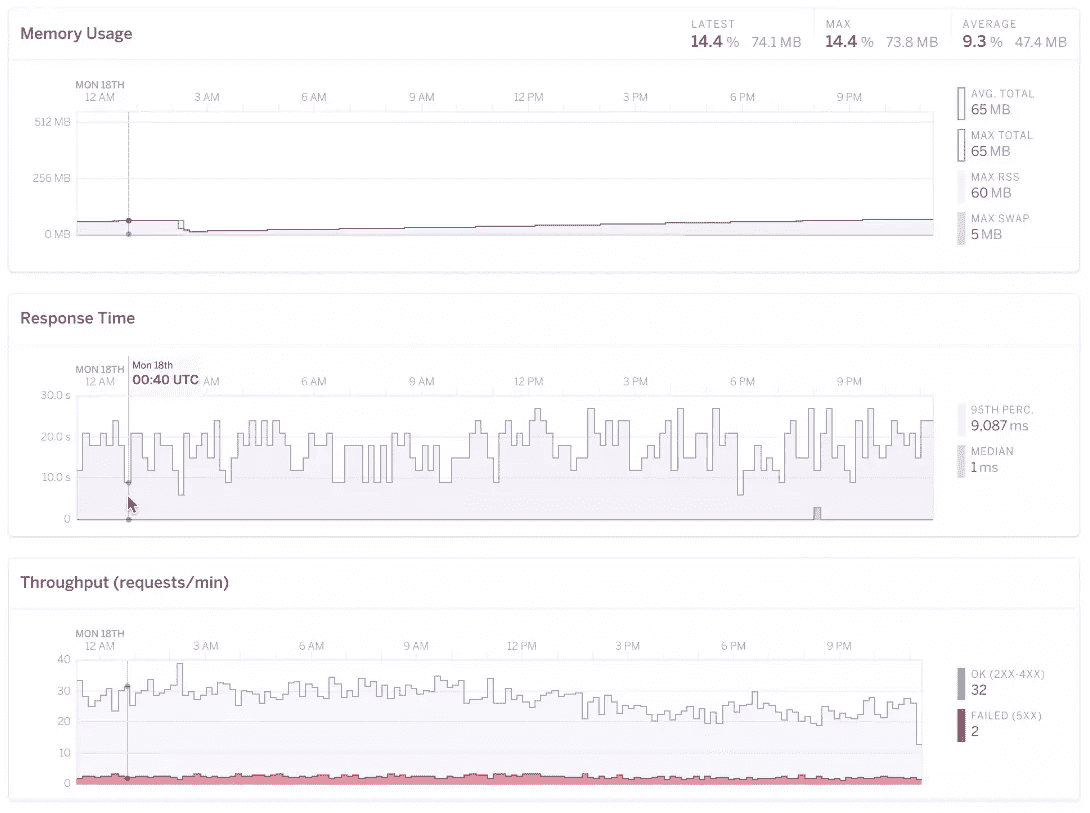 Memory Usage
LATEST
14.4 % 74.1 MB
MAX
14.4 % 73.8 MB
AVERAGE
9.3 % 47.4 MB
MON 18TH
12 AM 3 AM 6 AM 9 AM 12 PM 3 PM 6 PM 9 PM
512 MB
256 MB
0 MB
AVG. TOTAL
65 MB
MAX TOTAL
65 MB
MAX RSS
60 MB
MAX SWAP
5 MB
Response Time
MON 18TH
Mon 18th
00:40 UTC
12 AM AM 6 AM 9 AM 12 PM 3 PM 6 PM 9 PM
30.0 s
20.0 s
10.0 s
0
95TH PERC.
9,087 ms
MEDIAN
1 ms
Throughput (requests/min)
MON 18TH
12 AM 3 AM 6 AM 9 AM 12 PM 3 PM 6 PM 9 PM
40
30
20
10
0
OK (2XX-4XX)
32
FAILED (5XX)
2